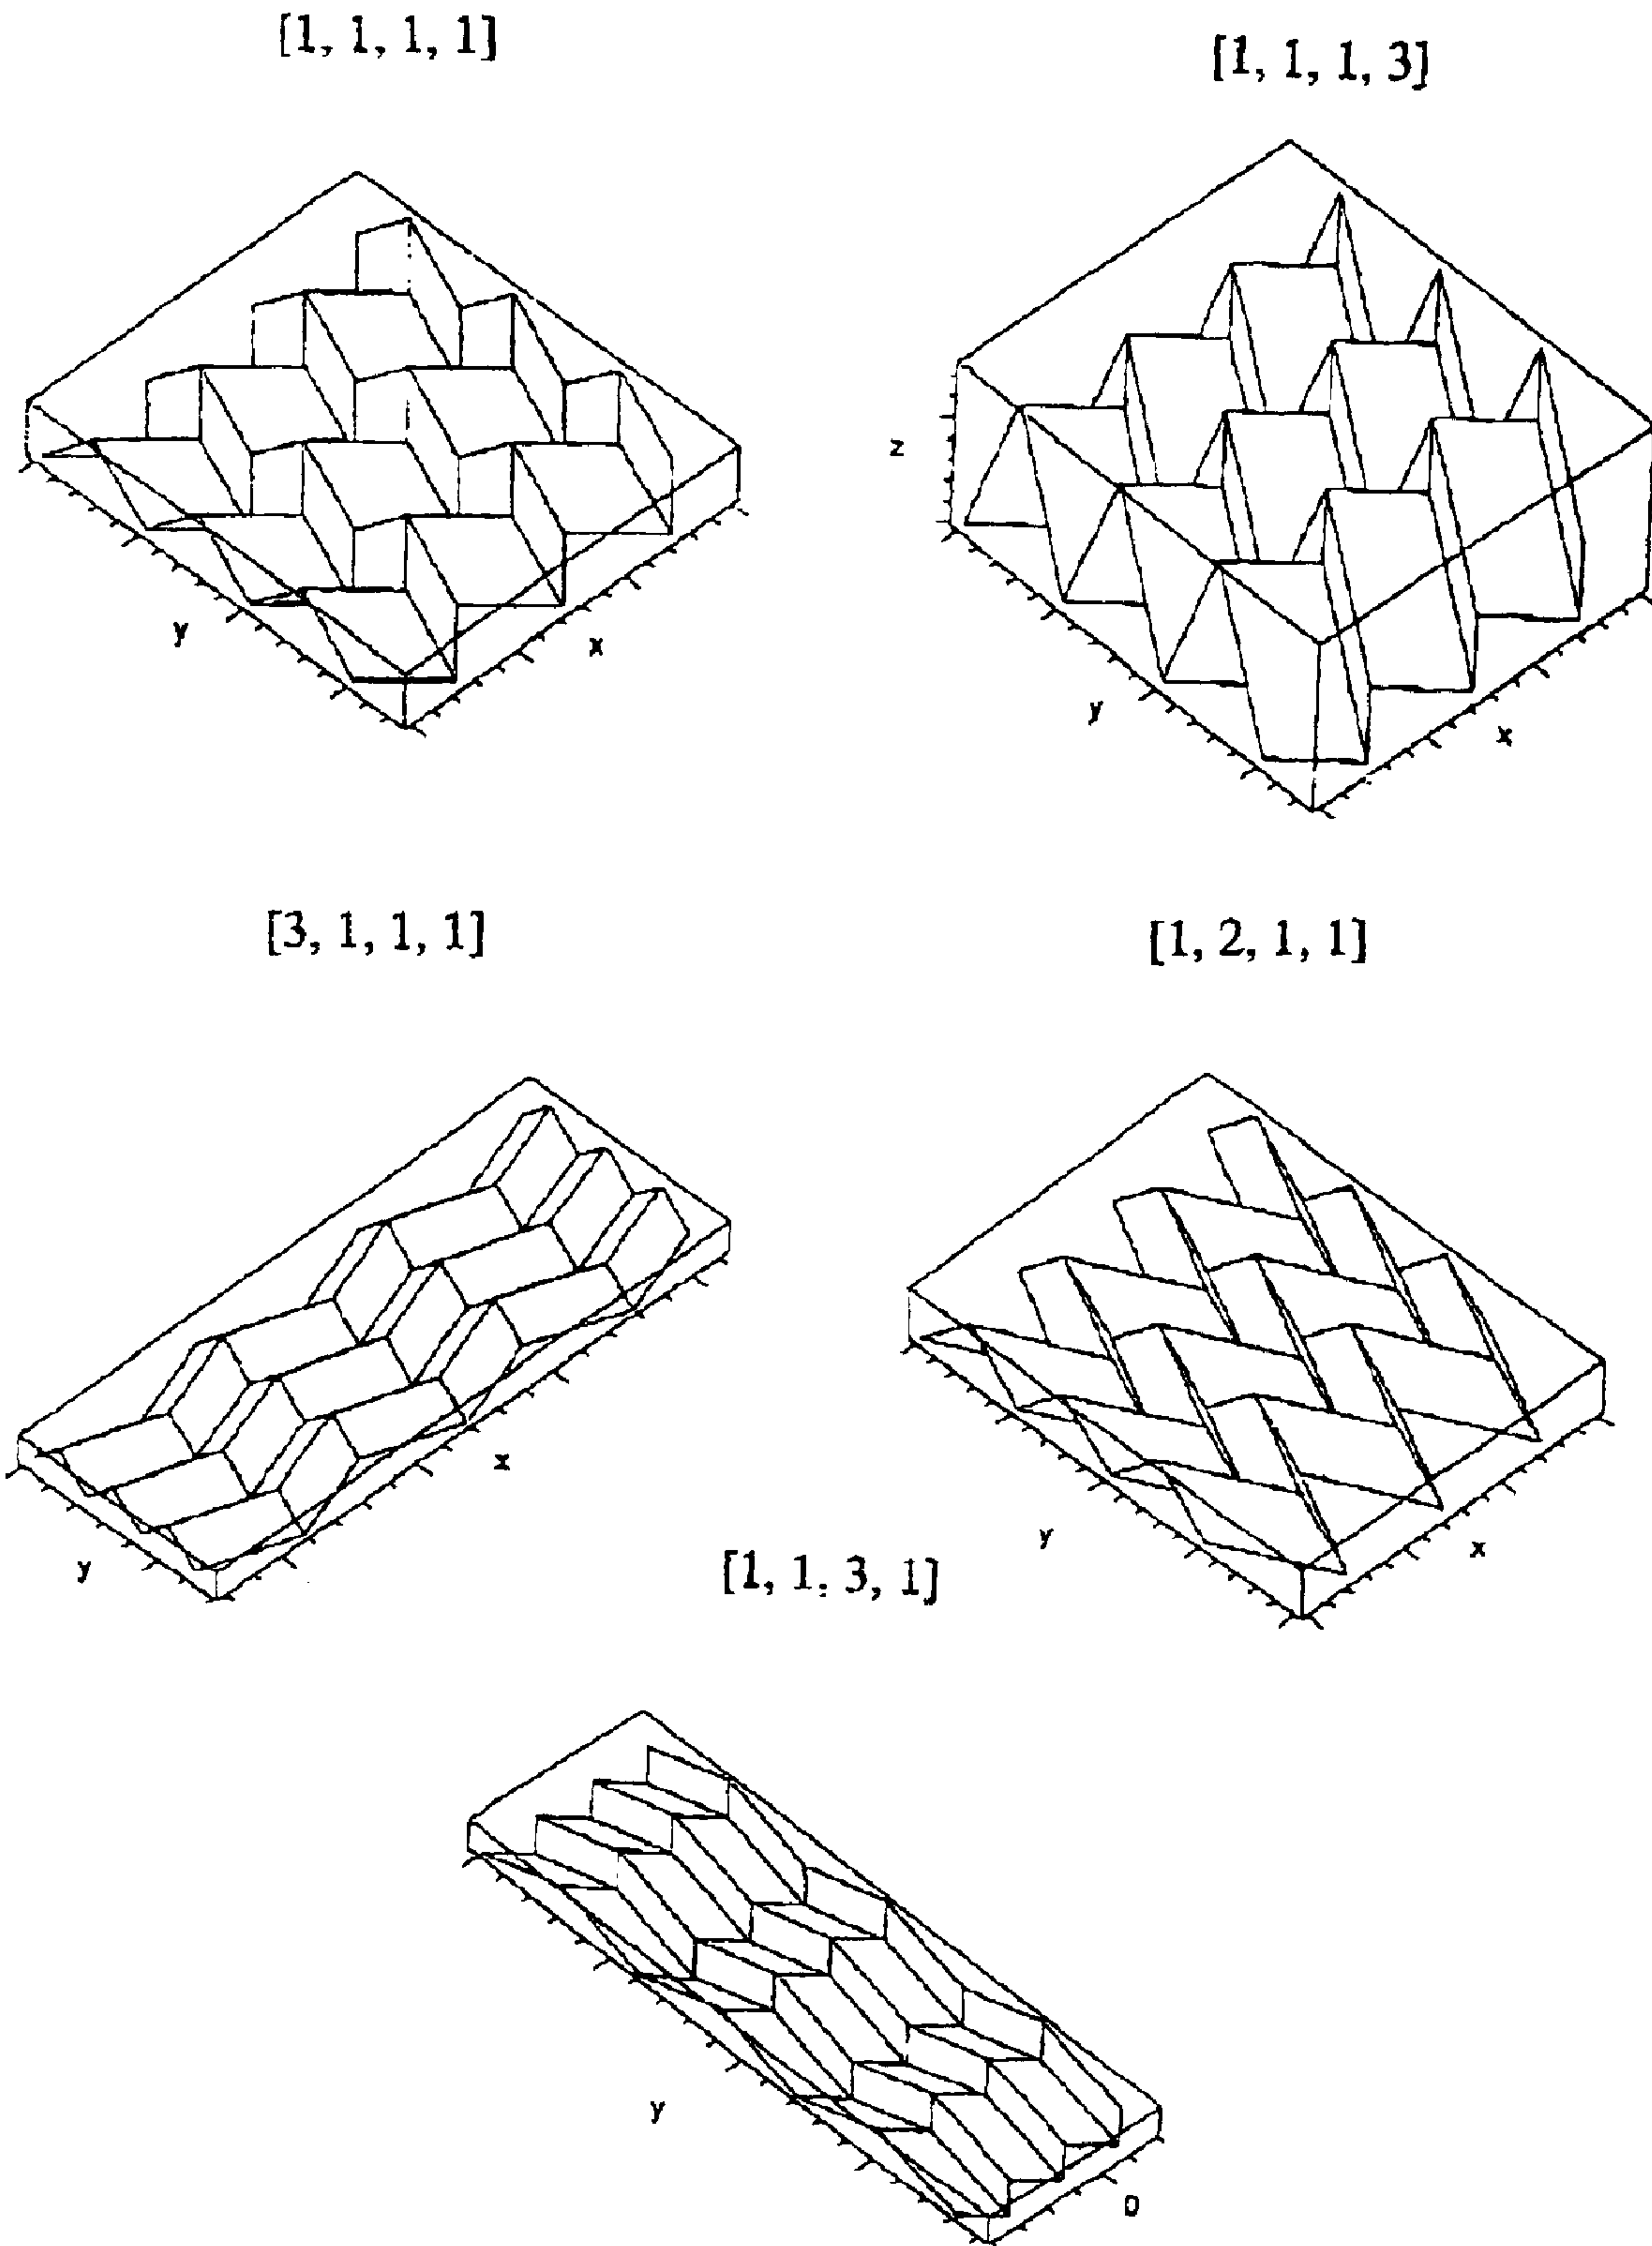 [1, 1, 1, 1]
[1, 1, 1, 3]
y
x
z
y
x
[3, 1, 1, 1]
[1, 2, 1, 1]
y
x
y
x
[1, 1, 3, 1]
y
0